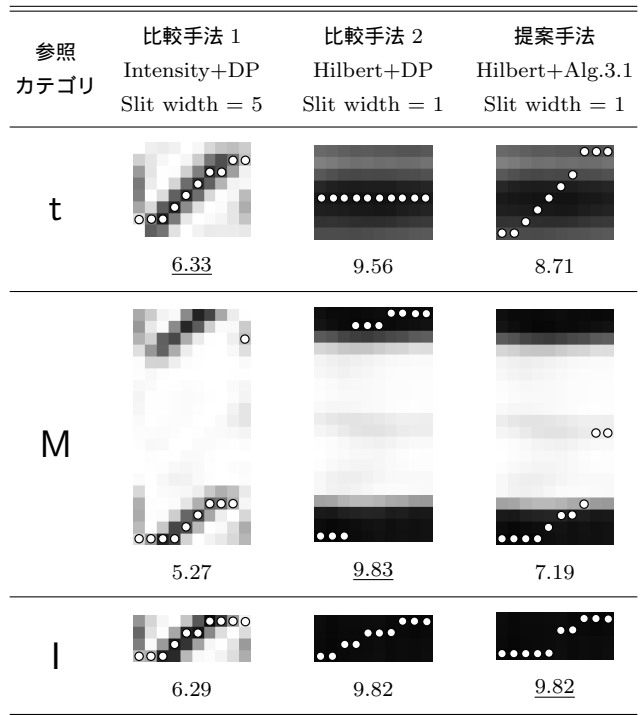 参照
カテゴリ
比較手法 1
Intensity+DP
Slit width = 5
比較手法 2
Hilbert+DP
Slit width = 1
提案手法
Hilbert+Alg.3.1
Slit width = 1
t
6.33
9.56
8.71
M
5.27
9.83
7.19
l
6.29
9.82
9.82